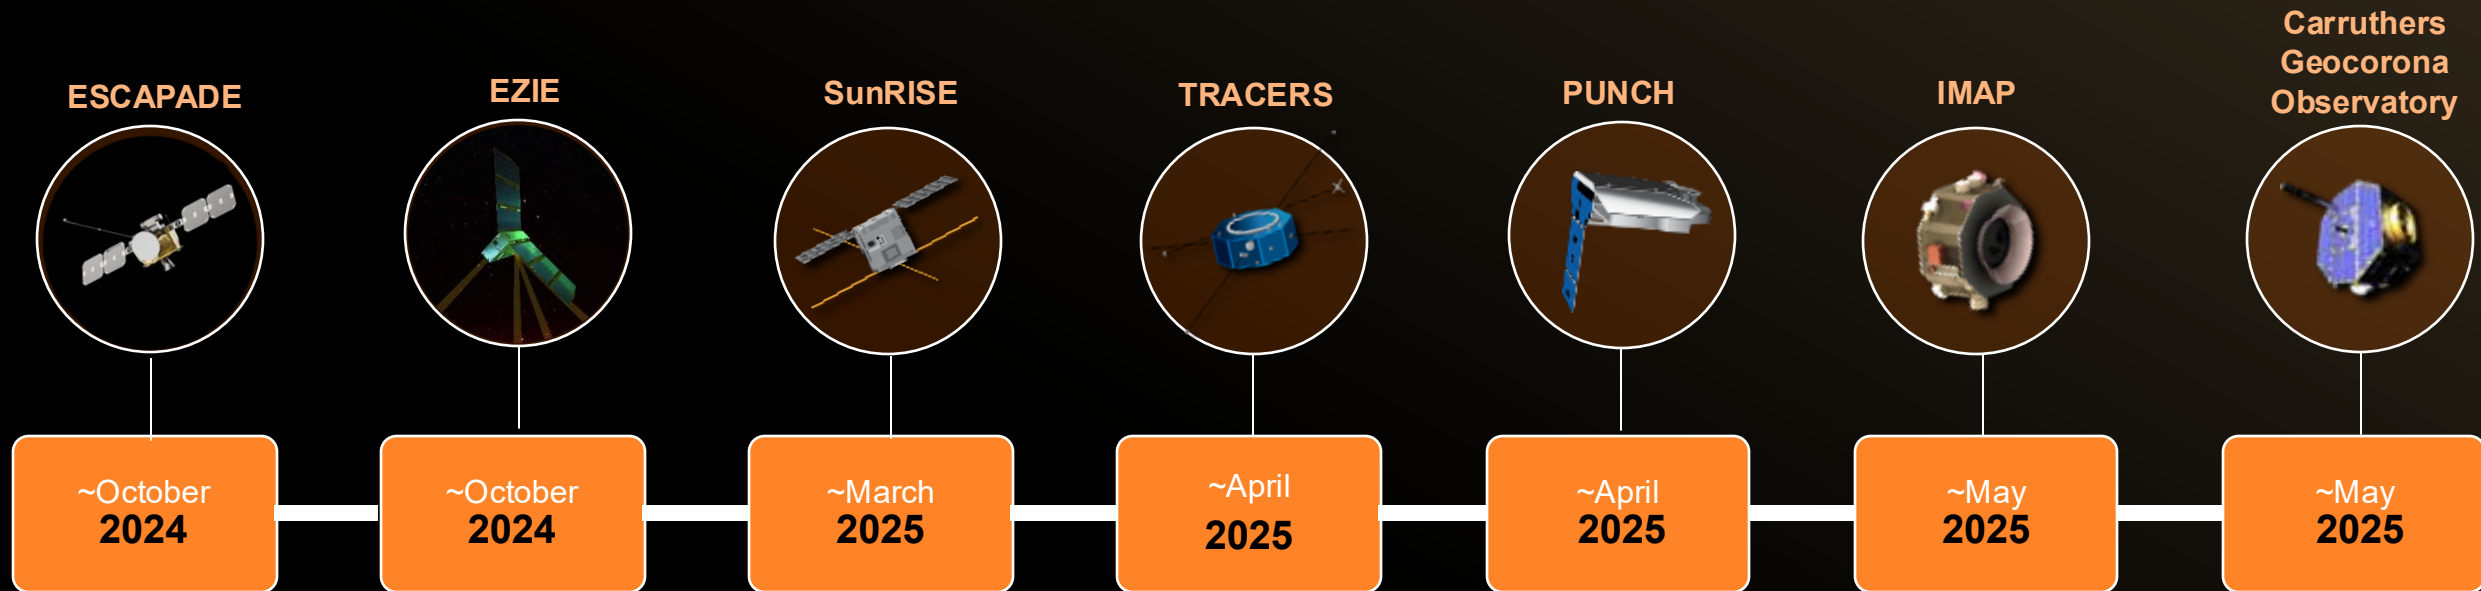 ESCAPADE
EZIE
SunRISE
TRACERS
PUNCH
IMAP
Carruthers
Geocorona
Observatory
~October
2024
~October
2024
~March
2025
~April
2025
~April
2025
~May
2025
~May
2025